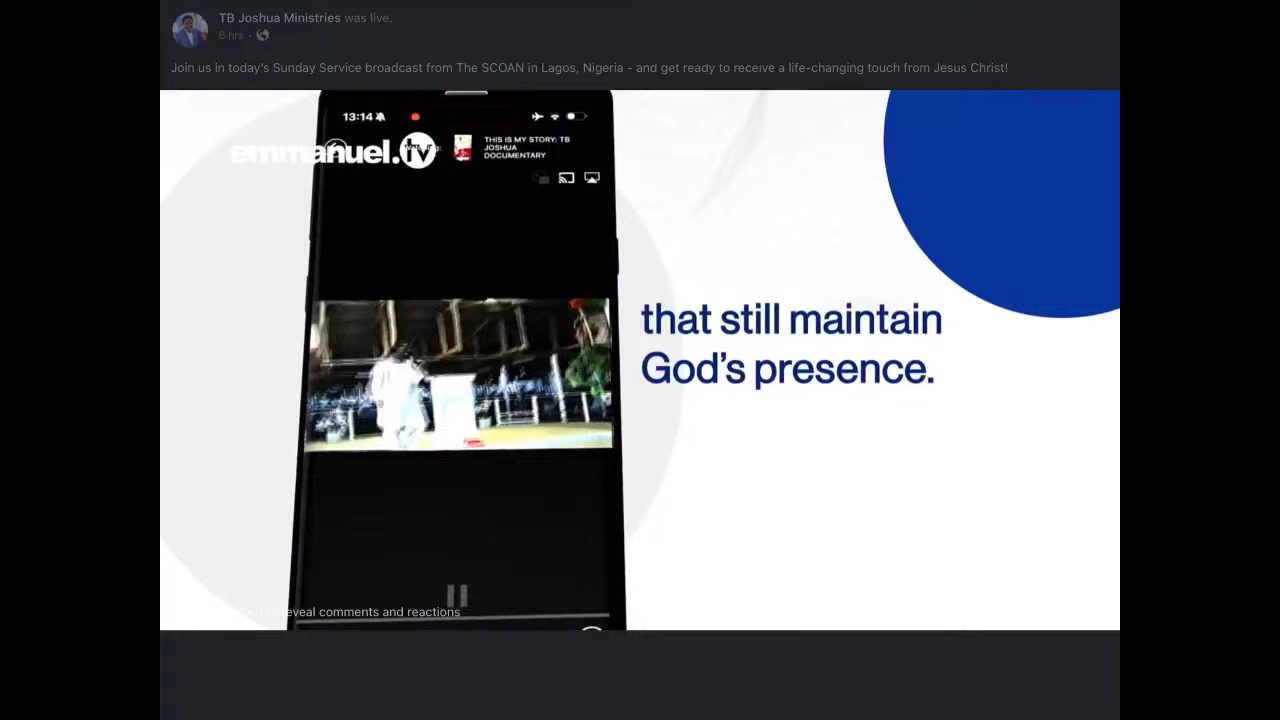 TB Joshua Ministries was live.
6 hrs ·
Join us in today's Sunday Service broadcast from The SCOAN in Lagos, Nigeria - and get ready to receive a life-changing touch from Jesus Christ!
13:14
emmanuel.tv
THIS IS MY STORY: TB
JOSHUA
DOCUMENTARY
that still maintain
God's presence.
reveal comments and reactions